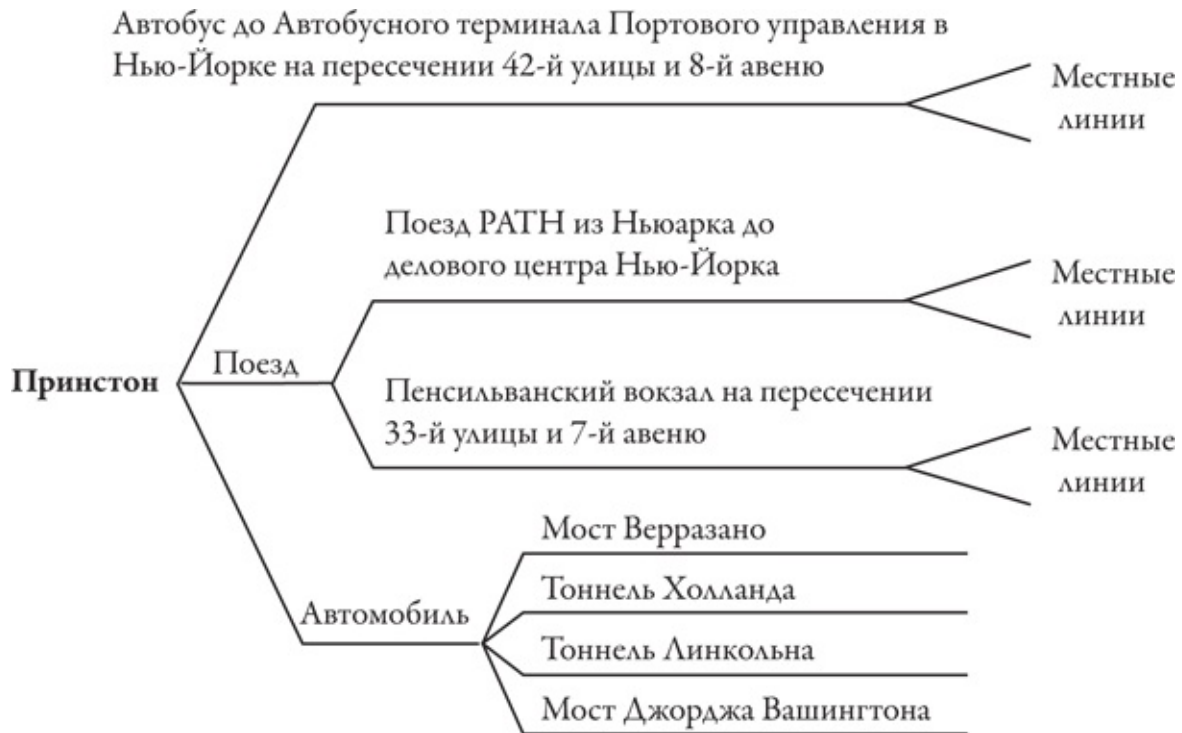 Автобус до Автобусного терминала Портового управления в
Нью-Йорке на пересечении 42-й улицы и 8-й авеню
Местные
линии
Поезд PATH из Ньюарка до
делового центра Нью-Йорка
Местные
линии
Принстон
Поезд
Пенсильванский вокзал на пересечении
33-й улицы и 7-й авеню
Местные
линии
Автомобиль
Мост Верразано
Тоннель Холланда
Тоннель Линкольна
Мост Джорджа Вашингтона